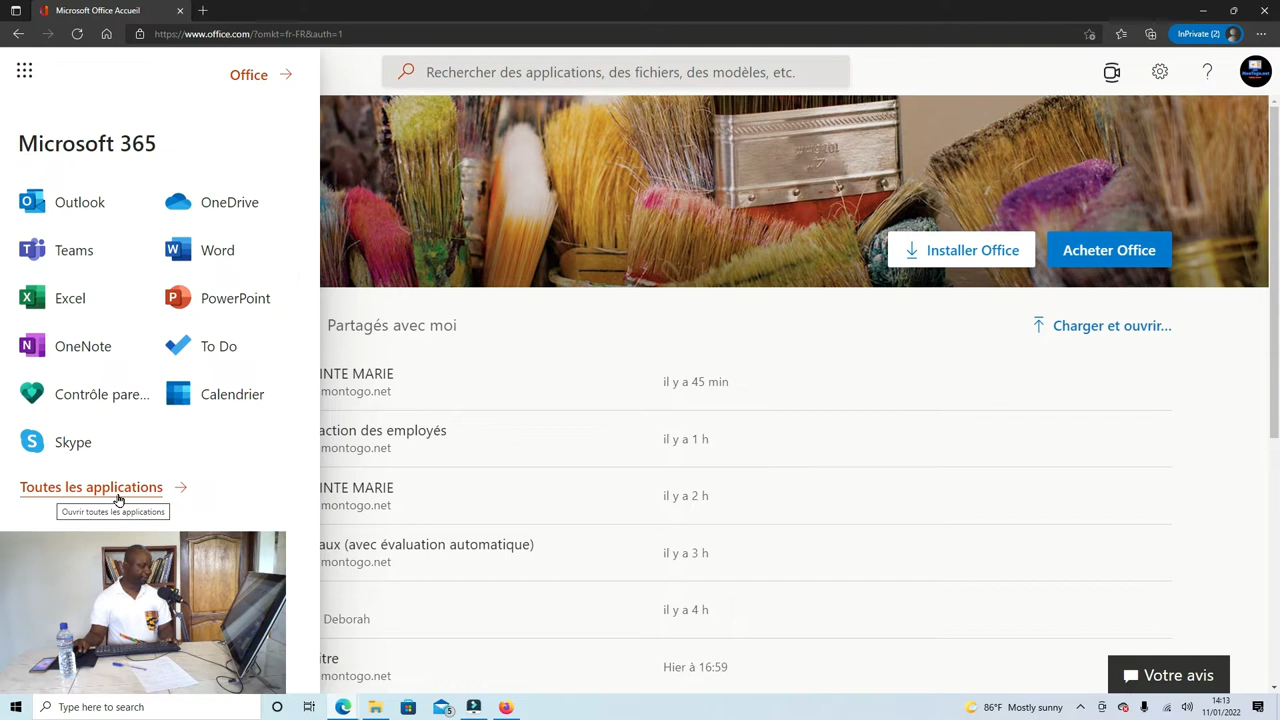 Microsoft Office Accueil
https://www.office.com/?omkt=fr-FR&auth=1
InPrivate (2)
Office
Rechercher des applications, des fichiers, des modèles, etc.
Microsoft 365
Outlook
OneDrive
Teams
Word
Excel
PowerPoint
OneNote
To Do
Contrôle pare...
Calendrier
Skype
Toutes les applications
Ouvrir toutes les applications
Installer Office
Acheter Office
Partagés avec moi
Charger et ouvrir...
INTE MARIE
montogo.net
il y a 45 min
action des employés
montogo.net
il y a 1 h
INTE MARIE
montogo.net
il y a 2 h
aux (avec évaluation automatique)
montogo.net
il y a 3 h
Deborah
il y a 4 h
itre
montogo.net
Hier à 16:59
Votre avis
Type here to search
5
86°F Mostly sunny
14:13
11/01/2022